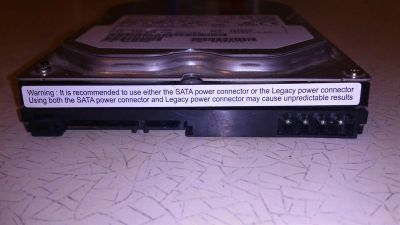 Warning : It is recommended to use either the SATA power connector or the Legacy power connector
Using both the SATA power connector and Legacy power connector may cause unpredictable results